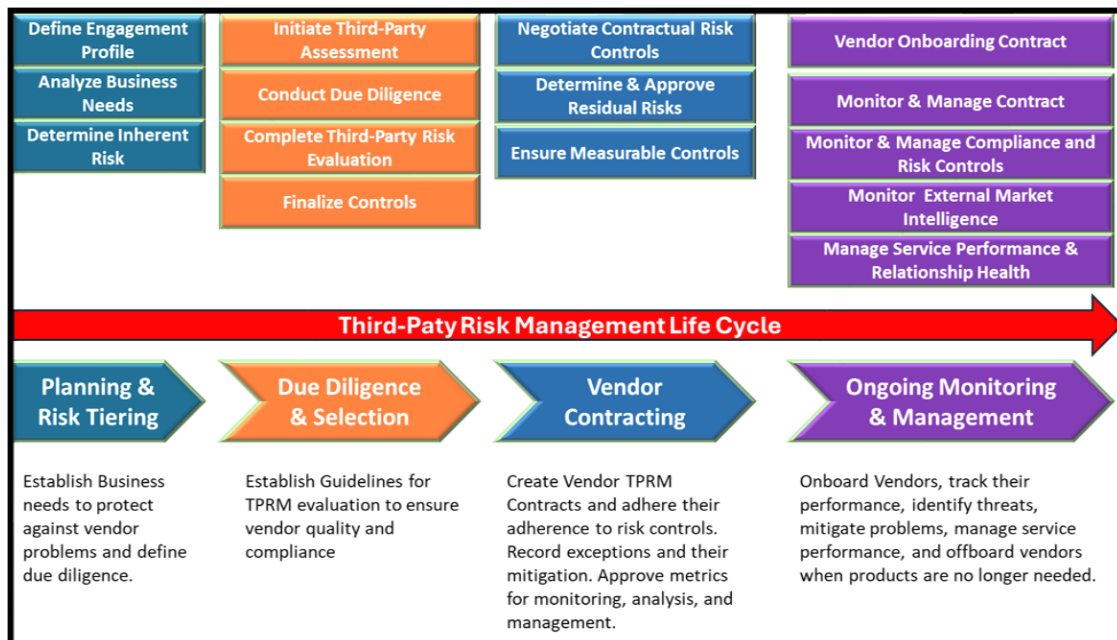 Define Engagement
Profile
Analyze Business
Needs
Determine Inherent
Risk
Initiate Third-Party
Assessment
Conduct Due Diligence
Complete Third-Party Risk
Evaluation
Finalize Controls
Negotiate Contractual Risk
Controls
Determine & Approve
Residual Risks
Ensure Measurable Controls
Vendor Onboarding Contract
Monitor & Manage Contract
Monitor & Manage Compliance and
Risk Controls
Monitor External Market
Intelligence
Manage Service Performance &
Relationship Health
Third-Paty Risk Management Life Cycle
Planning &
Risk Tiering
Due Diligence
& Selection
Vendor
Contracting
Ongoing Monitoring
& Management
Establish Business
needs to protect
against vendor
problems and define
due diligence.
Establish Guidelines for
TPRM evaluation to ensure
vendor quality and
compliance
Create Vendor TPRM
Contracts and adhere their
adherence to risk controls.
Record exceptions and their
mitigation. Approve metrics
for monitoring, analysis, and
management.
Onboard Vendors, track their
performance, identify threats,
mitigate problems, manage service
performance, and offboard vendors
when products are no longer needed.